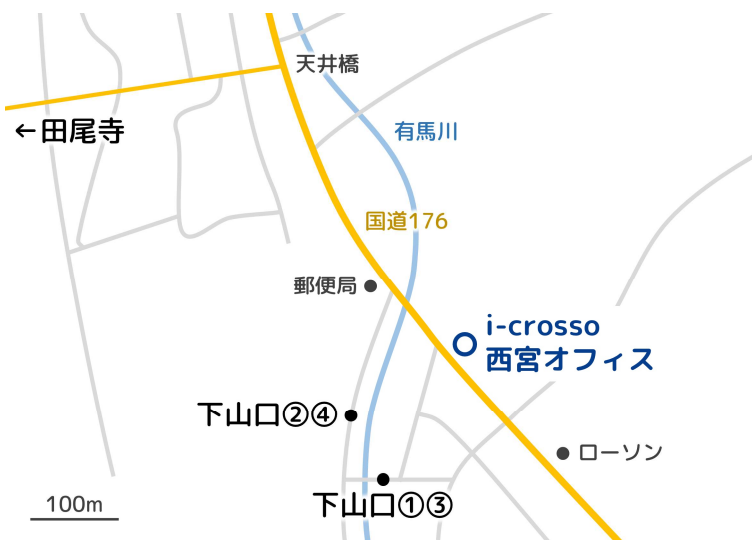 天井橋
←田尾寺
有馬川
国道176
郵便局
i-crosso
西宮オフィス
下山口②④
ローソン
下山口①③
100m